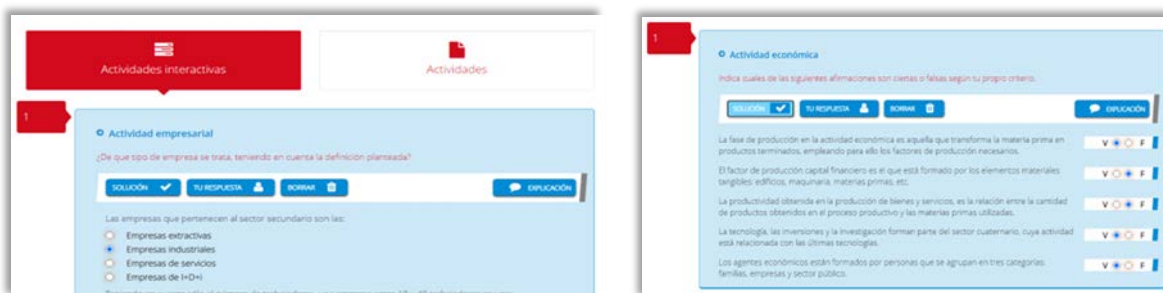 Actividades interactivas
Actividades
1
Actividad empresarial
¿De que tipo de empresa se trata, teniendo en cuenta la definición planteada?
SOLUCIÓN
TU RESPUESTA
BORRAR
EXPLICACIÓN
Las empresas que pertenecen al sector secundario son las:
Empresas extractivas
Empresas industriales
Empresas de servicios
Empresas de I+D+i
1
Actividad económica
Indica cuales de las siguientes afirmaciones son ciertas o falsas según tu propio criterio.
SOLUCIÓN
TU RESPUESTA
BORRAR
EXPLICACIÓN
La fase de producción en la actividad económica es aquella que transforma la materia prima en
productos terminados, empleando para ello los factores de producción necesarios.
V F
El factor de producción capital financiero es el que está formado por los elementos materiales
tangibles: edificios, maquinaria, materias primas, etc.
V F
La productividad obtenida en la producción de bienes y servicios, es la relación entre la cantidad
de productos obtenidos en el proceso productivo y las materias primas utilizadas.
V F
La tecnología, las inversiones y la investigación forman parte del sector cuaternario, cuya actividad
está relacionada con las últimas tecnologías.
V F
Los agentes económicos están formados por personas que se agrupan en tres categorías:
familias, empresas y sector público.
V F